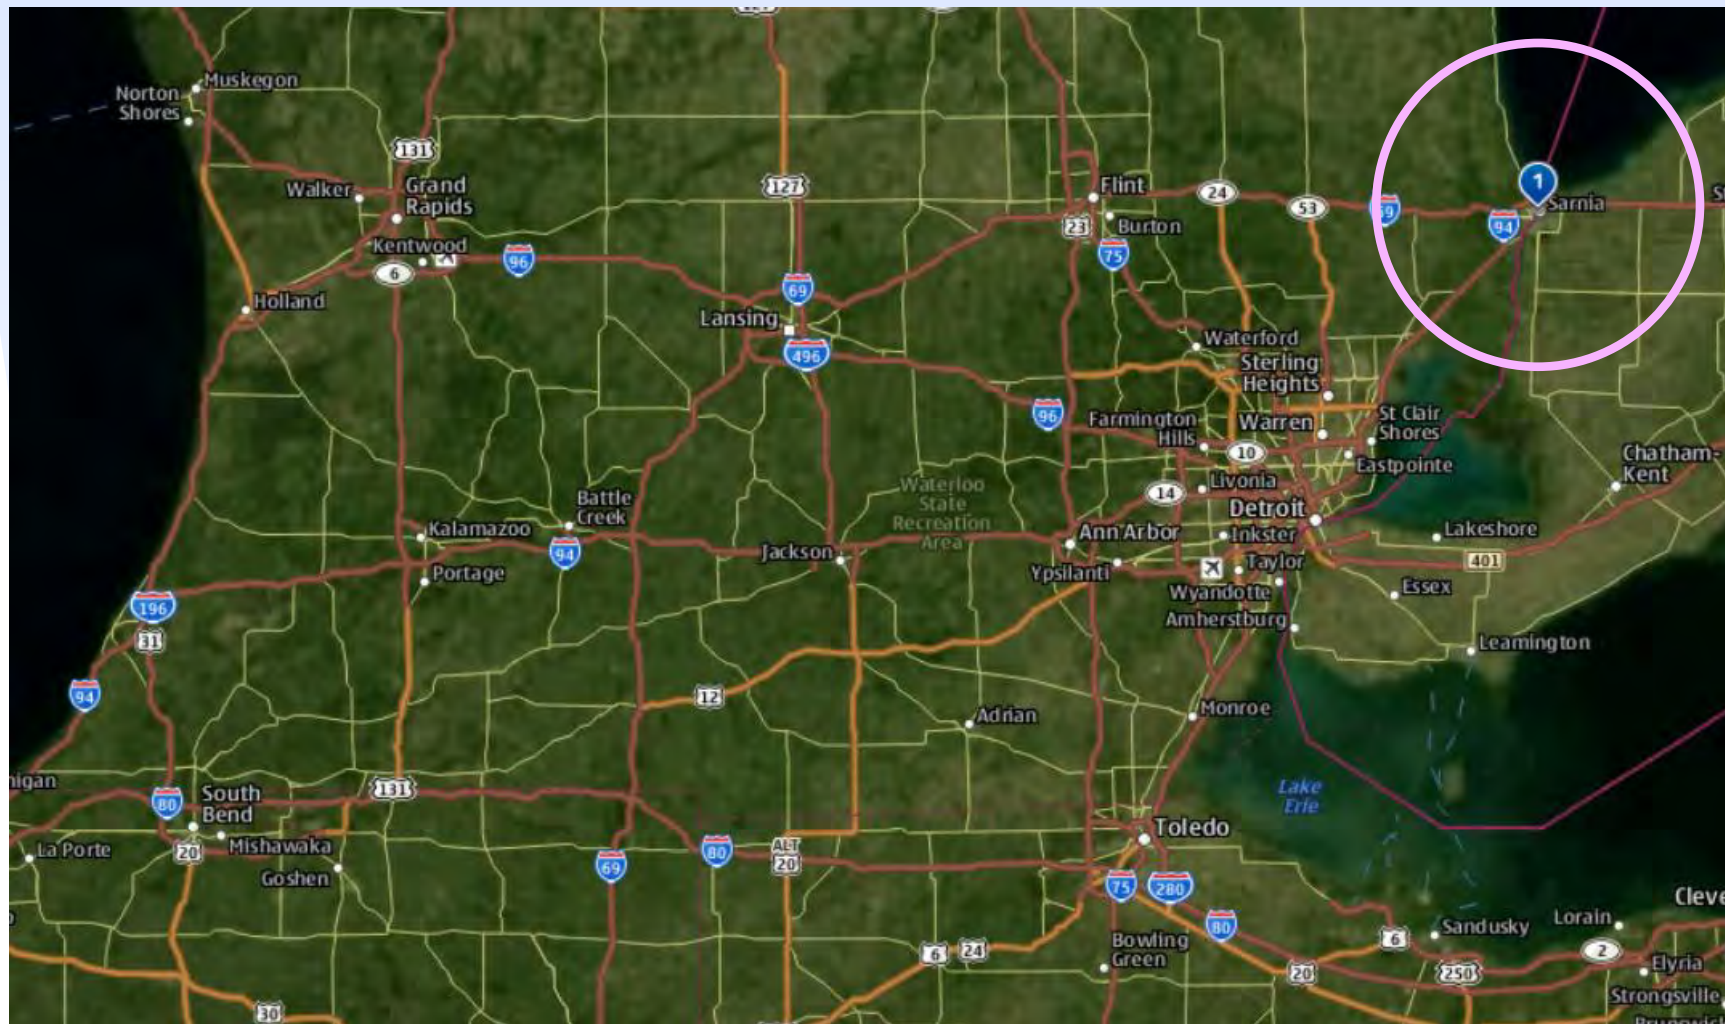 127
Muskegon
Norton
Shores
131
127
Walker
Grand
Rapids
Flint
24
53
69
1
94
Sarnia
S
23
Burton
75
Kentwood
6
96
69
Holland
Lansing
496
Waterford
Sterling
Heights
96
Farmington
Hills
Warren
St Clair
Shores
10
Eastpointe
Chatham-
Kent
Waterloo
State
Recreation
Area
14
Livonia
Battle
Creek
Detroit
Kalamazoo
94
Jackson
Ann Arbor
Inkster
Lakeshore
Portage
Ypsilanti
Taylor
401
Essex
196
31
Wyandotte
Amherstburg
Leamington
94
12
Adrian
Monroe
higan
80
South
Bend
131
Lake
Erie
Toledo
La Porte
20
Mishawaka
Goshen
69
80
ALT
20
75
280
80
Cleve
Sandusky
Lorain
6
24
Bowling
Green
6
20
250
2
Elyria
Strongsville
30